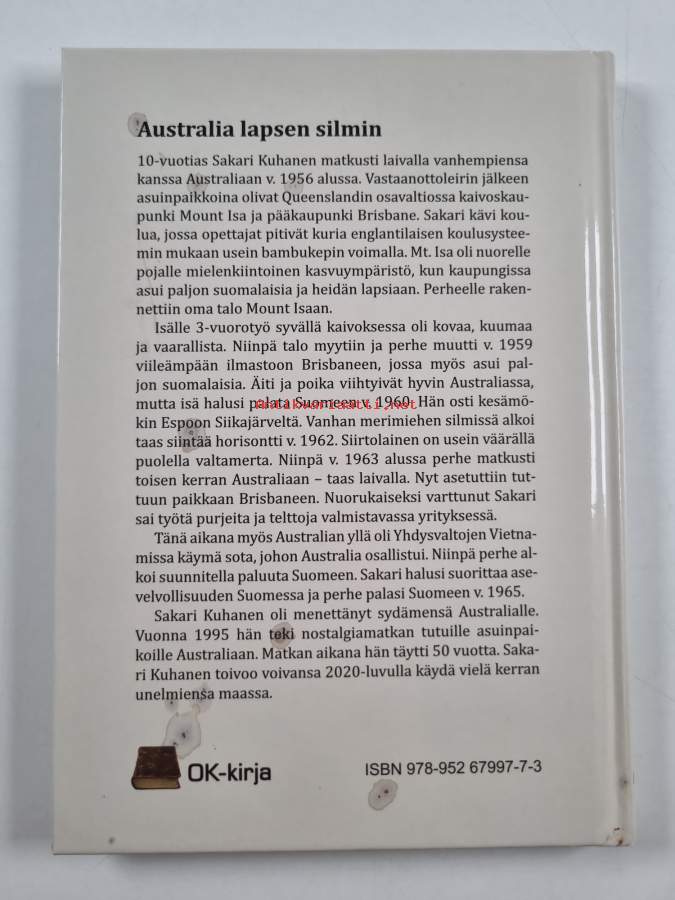 Australia lapsen silmin
10-vuotias Sakari Kuhanen matkusti laivalla vanhempiensa
kanssa Australiaan v. 1956 alussa. Vastaanottoleirin jälkeen
asuinpaikkoina olivat Queenslandin osavaltiossa kaivoskau-
punki Mount Isa ja pääkaupunki Brisbane. Sakari kävi kou-
lua, jossa opettajat pitivät kuria englantilaisen koulusystee-
min mukaan usein bambukepin voimalla. Mt. Isa oli nuorelle
pojalle mielenkiintoinen kasvuympäristö, kun kaupungissa
asui paljon suomalaisia ja heidän lapsiaan. Perheelle raken-
nettiin oma talo Mount Isaan.
Isälle 3-vuorotyö syvällä kaivoksessa oli kovaa, kuumaa
ja vaarallista. Niinpä talo myytiin ja perhe muutti v. 1959
viileämpään ilmastoon Brisbaneen, jossa myös asui pal-
jon suomalaisia. Äiti ja poika viihtyivät hyvin Australiassa,
mutta isä halusi palata Suomeen v. 1960. Hän osti kesämö-
antikvariaatti.net
kin Espoon Siikajärveltä. Vanhan merimiehen silmissä alkoi
taas siintää horisontti v. 1962. Siirtolainen on usein väärällä
puolella valtamerta. Niinpä v. 1963 alussa perhe matkusti
toisen kerran Australiaan – taas laivalla. Nyt asetuttiin tut-
tuun paikkaan Brisbaneen. Nuorukaiseksi varttunut Sakari
sai työtä purjeita ja telttoja valmistavassa yrityksessä.
Tänä aikana myös Australian yllä oli Yhdysvaltojen Vietna-
missa käymä sota, johon Australia osallistui. Niinpä perhe al-
koi suunnitella paluuta Suomeen. Sakari halusi suorittaa ase-
velvollisuuden Suomessa ja perhe palasi Suomeen v. 1965.
Sakari Kuhanen oli menettänyt sydämensä Australialle.
Vuonna 1995 hän teki nostalgiamatkan tutuille asuinpai-
koille Australiaan. Matkan aikana hän täytti 50 vuotta. Saka-
ri Kuhanen toivoo voivansa 2020-luvulla käydä vielä kerran
unelmiensa maassa.
OK-kirja
ISBN 978-952 67997-7-3